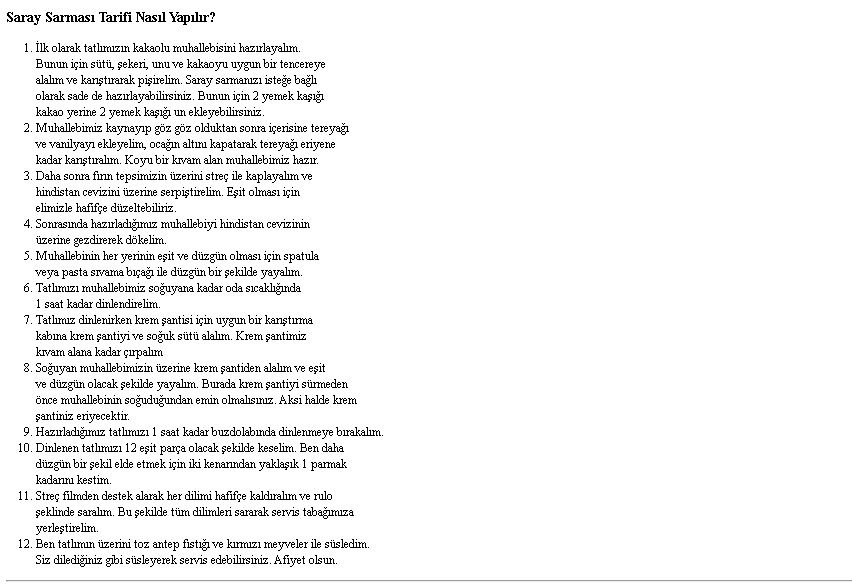 Saray Sarması Tarifi Nasıl Yapılır?
1. İlk olarak tatlımızın kakaolu muhallebisini hazırlayalım.
Bunun için sütü, şekeri, unu ve kakaoyu uygun bir tencereye
alalım ve karıştırarak pişirelim. Saray sarmanızı isteğe bağlı
olarak sade de hazırlayabilirsiniz. Bunun için 2 yemek kaşığı
kakao yerine 2 yemek kaşığı un ekleyebilirsiniz.
2. Muhallebimiz kaynayıp göz göz olduktan sonra içerisine tereyağı
ve vanilyayı ekleyelim, ocağın altını kapatarak tereyağı eriyene
kadar karıştıralım. Koyu bir kıvam alan muhallebimiz hazır.
3. Daha sonra fırın tepsimizin üzerini streç ile kaplayalım ve
hindistan cevizini üzerine serpiştirelim. Eşit olması için
elimizle hafifçe düzeltebiliriz.
4. Sonrasında hazırladığımız muhallebiyi hindistan cevizinin
üzerine gezdirerek dökelim.
5. Muhallebinin her yerinin eşit ve düzgün olması için spatula
veya pasta sıvama bıçağı ile düzgün bir şekilde yayalım.
6. Tatlımızı muhallebimiz soğuyana kadar oda sıcaklığında
1 saat kadar dinlendirelim.
7. Tatlımız dinlenirken krem şantisi için uygun bir karıştırma
kabına krem şantiyi ve soğuk sütü alalım. Krem şantimiz
kıvam alana kadar çırpalım
8. Soğuyan muhallebimizin üzerine krem şantiden alalım ve eşit
ve düzgün olacak şekilde yayalım. Burada krem şantiyi sürmeden
önce muhallebinin soğuduğundan emin olmalısınız. Aksi halde krem
şantiniz eriyecektir.
9. Hazırladığımız tatlımızı 1 saat kadar buzdolabında dinlenmeye bırakalım.
10. Dinlenen tatlımızı 12 eşit parça olacak şekilde keselim. Ben daha
düzgün bir şekil elde etmek için iki kenarından yaklaşık 1 parmak
kadarını kestim.
11. Streç filmden destek alarak her dilimi hafifçe kaldıralım ve rulo
şeklinde saralım. Bu şekilde tüm dilimleri sararak servis tabağımıza
yerleştirelim.
12. Ben tatlımın üzerini toz antep fıstığı ve kırmızı meyveler ile süsledim.
Siz dilediğiniz gibi süsleyerek servis edebilirsiniz. Afiyet olsun.